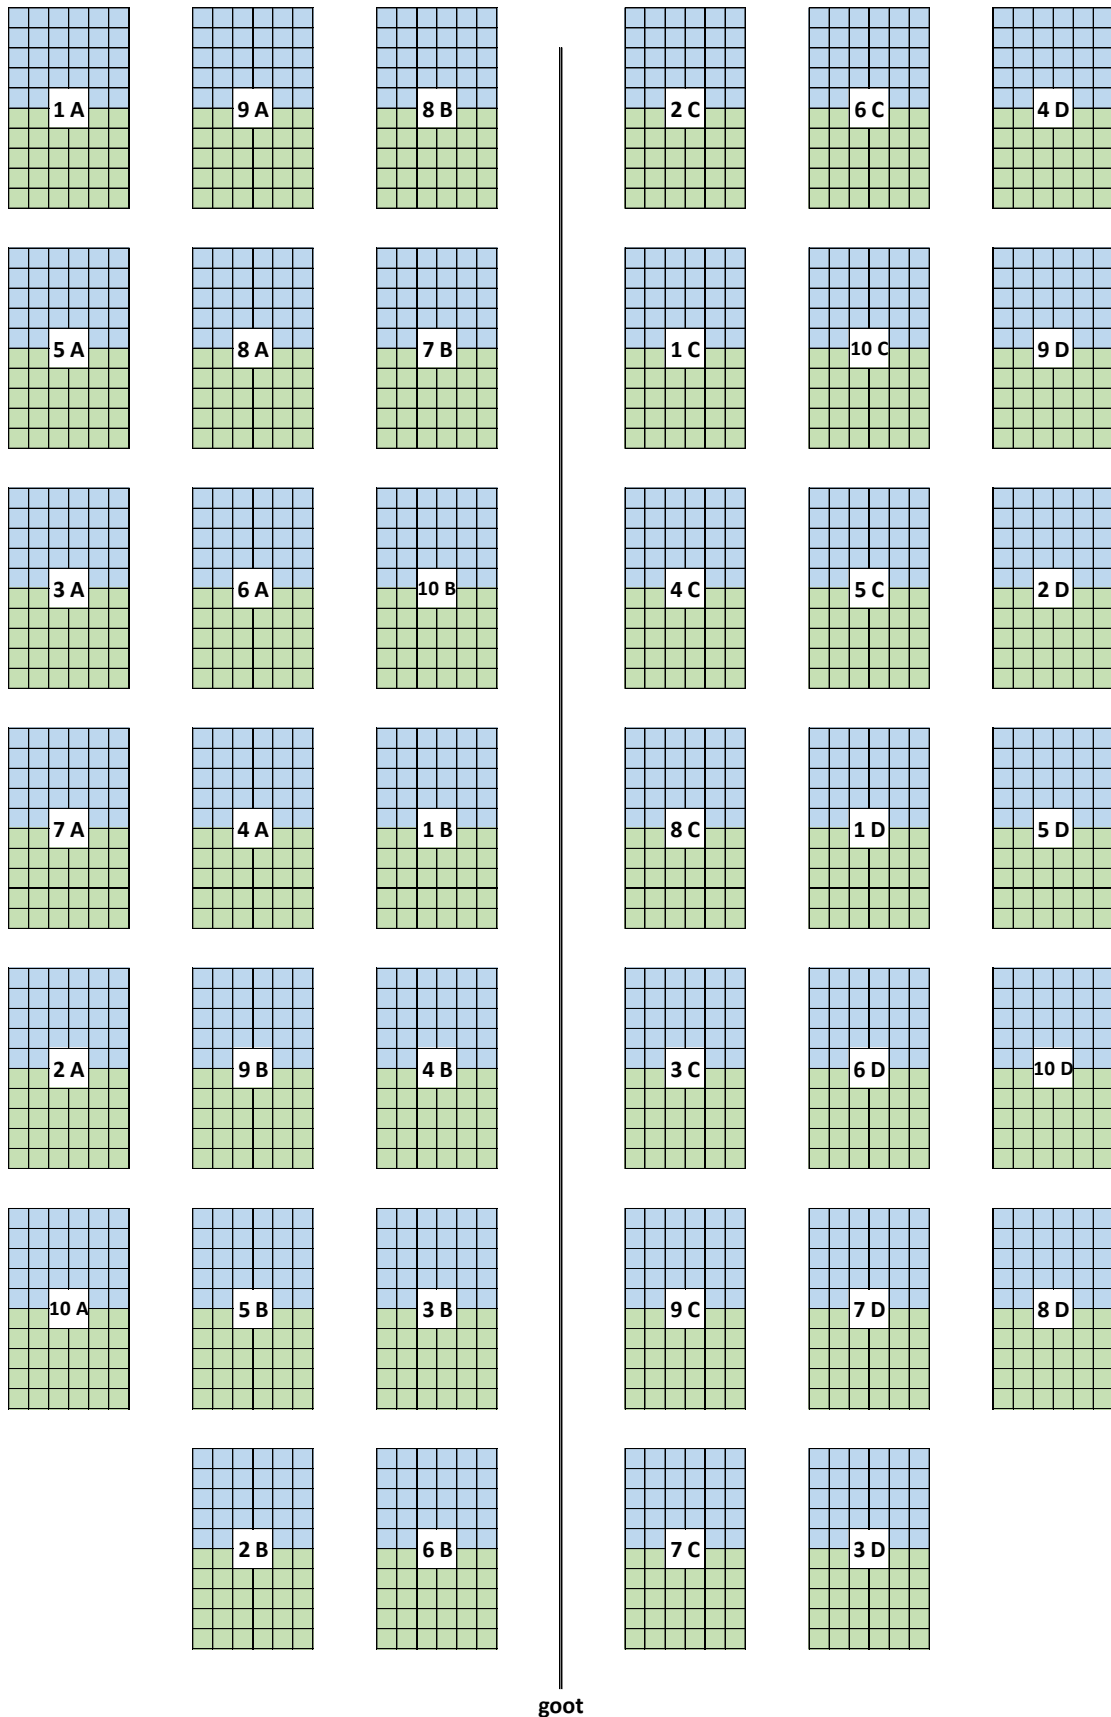 1 A 9 A 8 B 2 C 6 C 4 D
5 A 8 A 7 B 1 C 10 C 9 D
3 A 6 A 10 B 4 C 5 C 2 D
7 A 4 A 1 B 8 C 1 D 5 D
2 A 9 B 4 B 3 C 6 D 10 D
10 A 5 B 3 B 9 C 7 D 8 D
2 B 6 B 7 C 3 D
goot